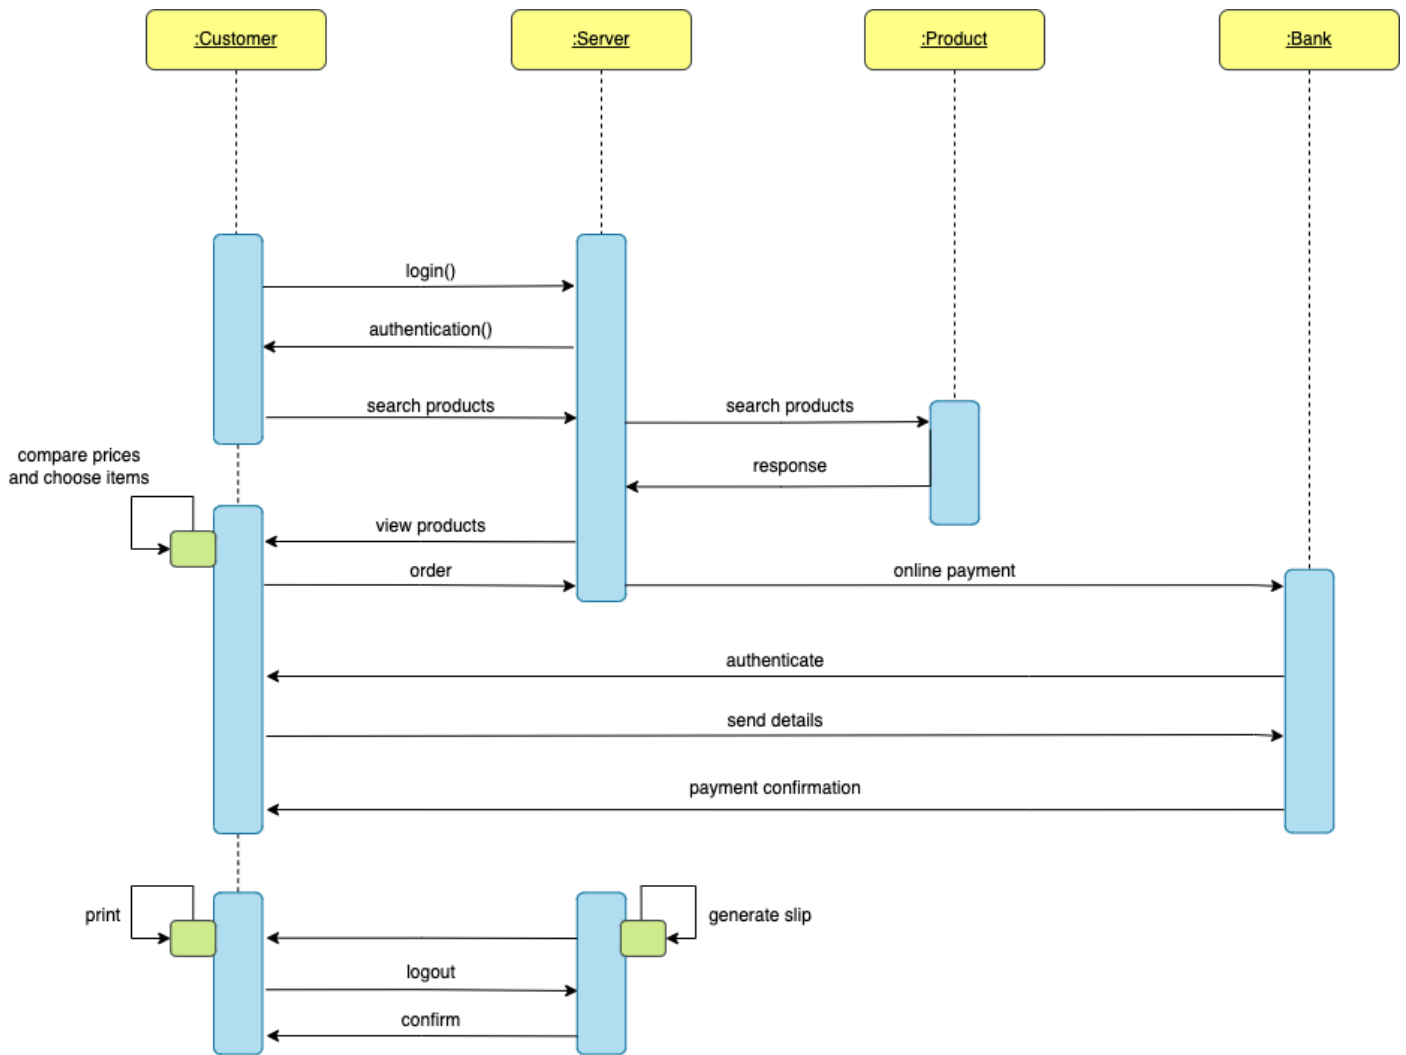 :Customer
:Server
:Product
:Bank
login()
authentication()
search products
search products
compare prices
and choose items
response
view products
order
online payment
authenticate
send details
payment confirmation
print
generate slip
logout
confirm